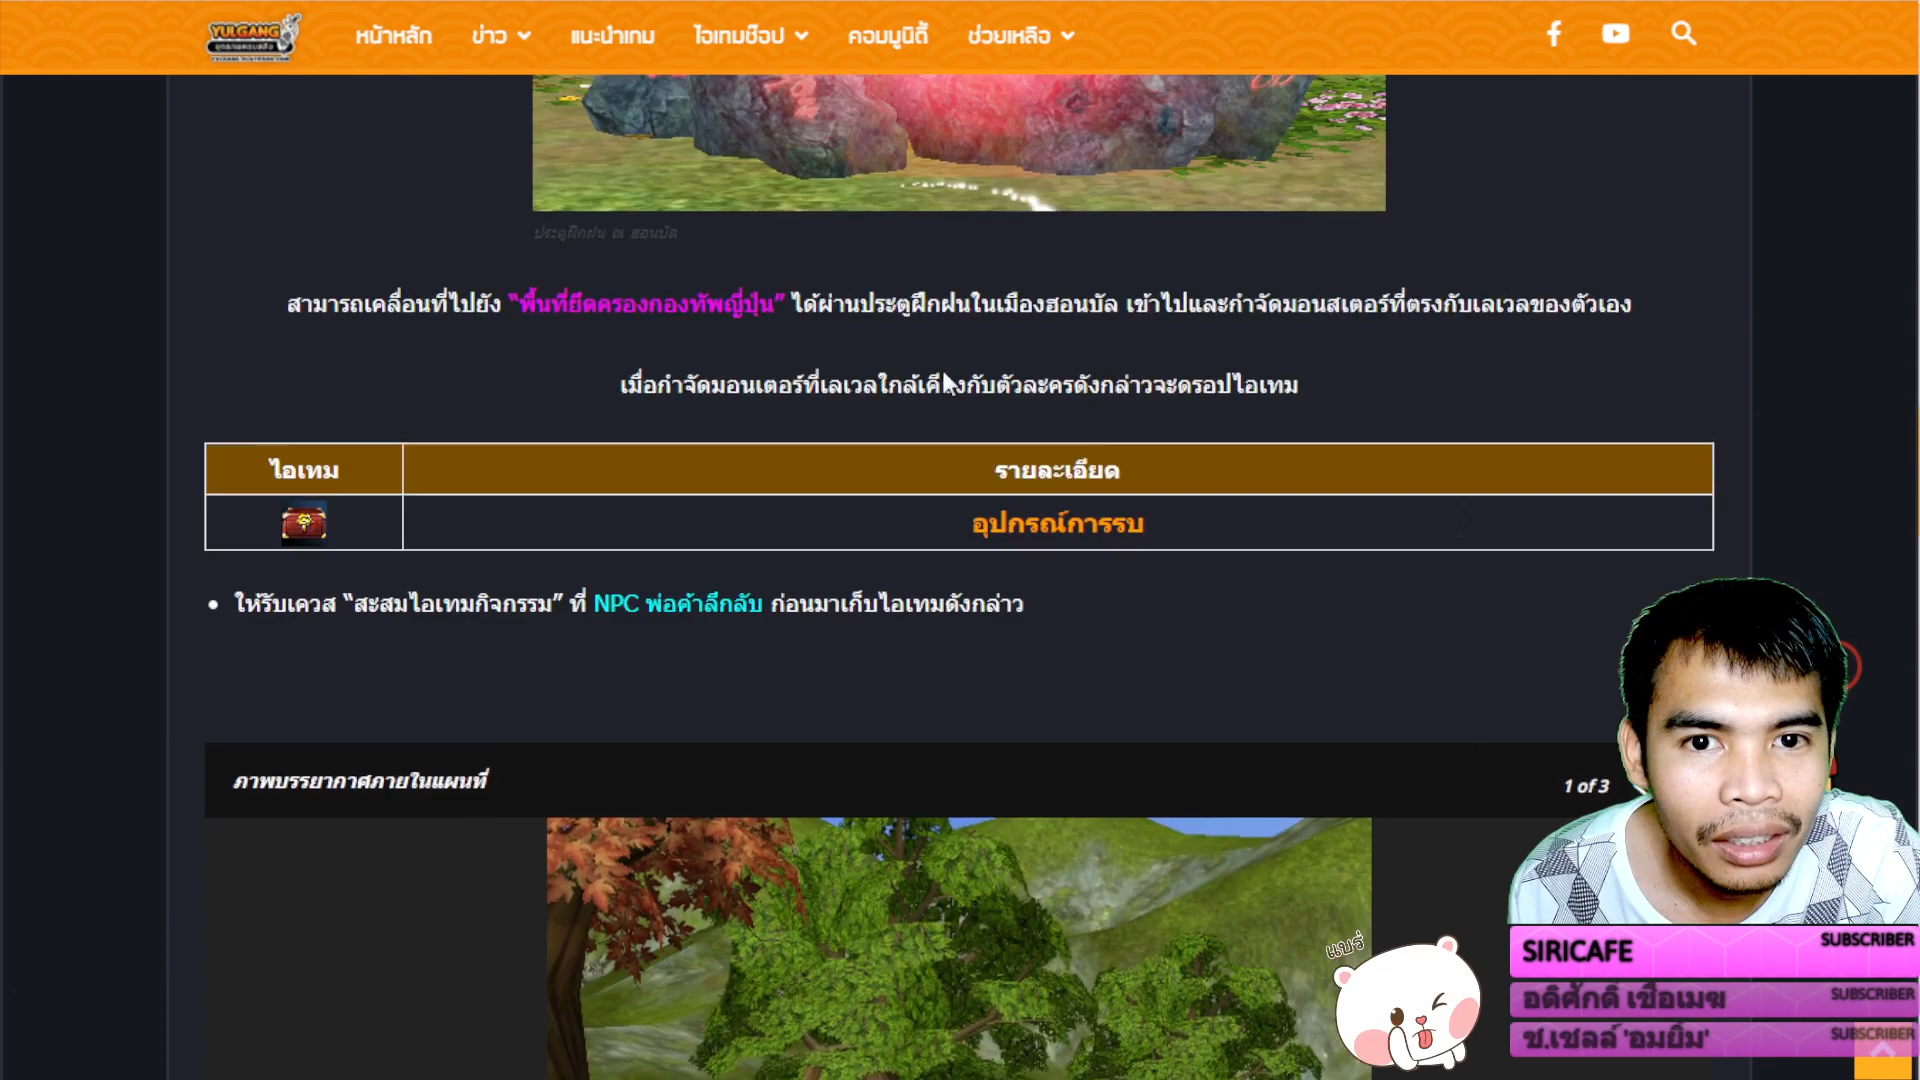 YULGANG
หน้าหลัก
ข่าว
แนะนำเกม
ไอเทมช็อป
คอมมูนิตี้
ช่วยเหลือ
ประตูฝึกฝน ณ ฮอนบัล
สามารถเคลื่อนที่ไปยัง “พื้นที่ยึดครองกองทัพญี่ปุ่น” ได้ผ่านประตูฝึกฝนในเมืองฮอนบัล เข้าไปและกำจัดมอนสเตอร์ที่ตรงกับเลเวลของตัวเอง
เมื่อกำจัดมอนเตอร์ที่เลเวลใกล้เคียงกับตัวละครดังกล่าวจะดรอปไอเทม
ไอเทม
รายละเอียด
อุปกรณ์การรบ
ให้รับเควส “สะสมไอเทมกิจกรรม” ที่ NPC พ่อค้าลึกลับ ก่อนมาเก็บไอเทมดังกล่าว
ภาพบรรยากาศภายในแผนที่
1 of 3
แบร่
SIRICAFE
SUBSCRIBER
อดิศักดิ์ เชื้อเมฆ
SUBSCRIBER
ช.เชลล์ 'อมยิ้ม'
SUBSCRIBER